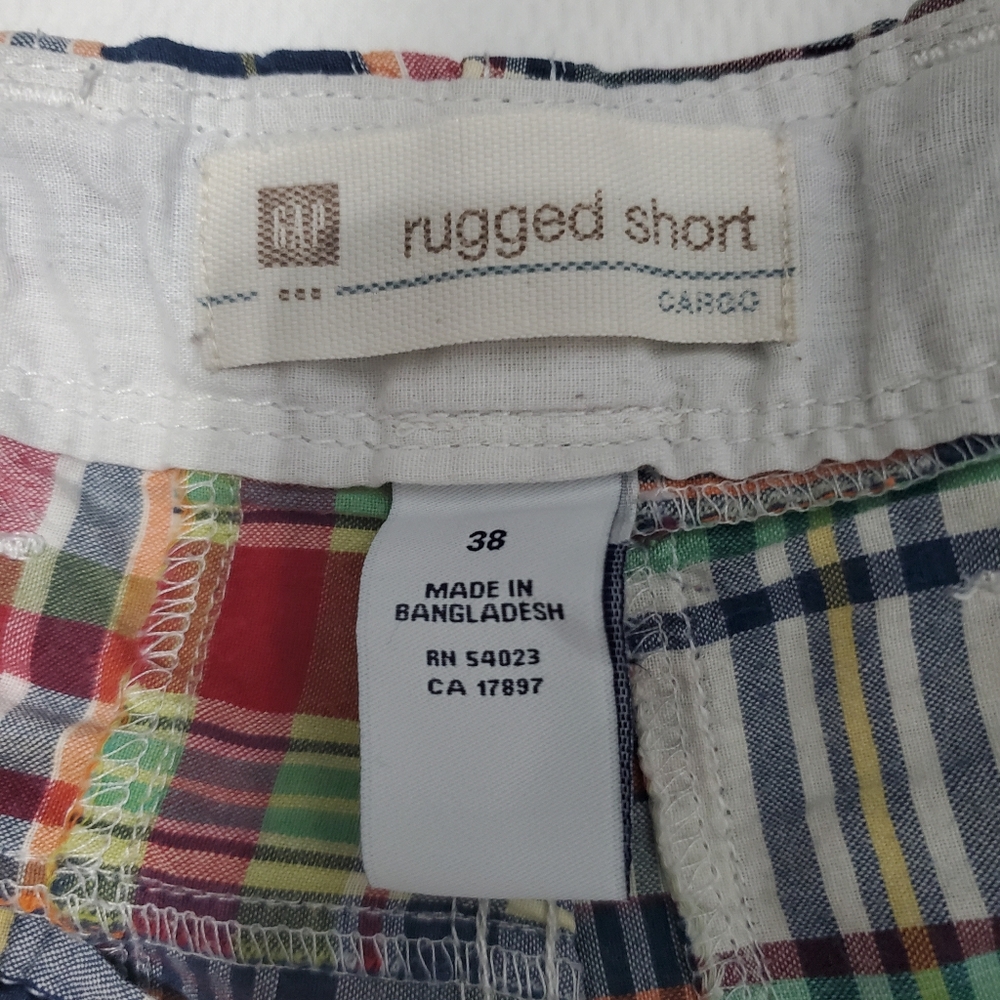 GAP rugged short
CARGO
38
MADE IN
BANGLADESH
RN 54023
CA 17897